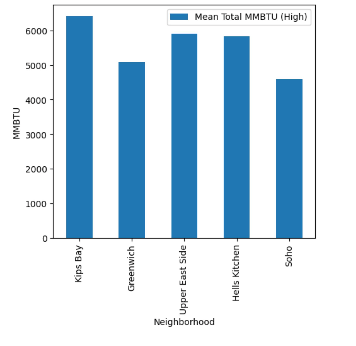 Mean Total MMBTU (High)
6000
5000
4000
3000
2000
1000
0
MMBTU
Kips Bay
Greenwich
Upper East Side
Hells Kitchen
Soho
Neighborhood